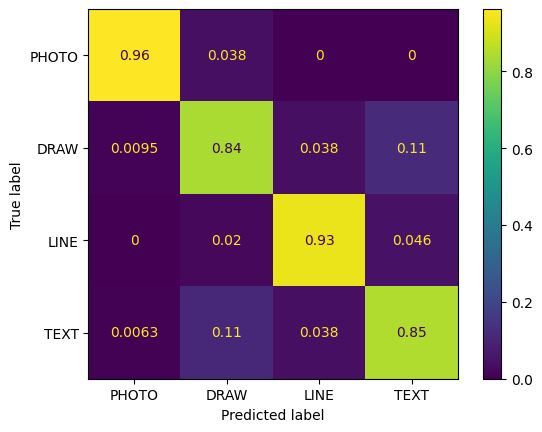 PHOTO 0.96 0.038 0 0
DRAW 0.0095 0.84 0.038 0.11
LINE 0 0.02 0.93 0.046
TEXT 0.0063 0.11 0.038 0.85
PHOTO DRAW LINE TEXT
Predicted label
True label
0.8
0.6
0.4
0.2
0.0